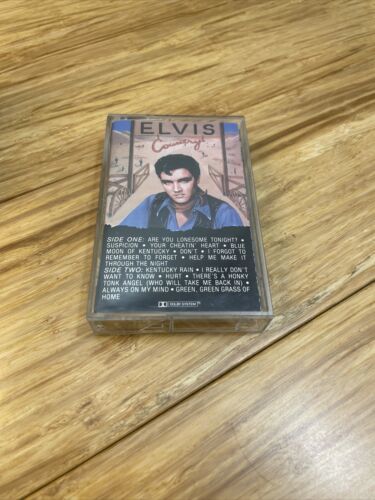 ELVIS
Country
SIDE ONE: ARE YOU LONESOME TONIGHT? •
SUSPICION • YOUR CHEATIN' HEART • BLUE
MOON OF KENTUCKY • DON'T • I FORGOT TO
REMEMBER TO FORGET • HELP ME MAKE IT
THROUGH THE NIGHT
SIDE TWO: KENTUCKY RAIN • I REALLY DON'T
WANT TO KNOW • HURT • THERE'S A HONKY
TONK ANGEL (WHO WILL TAKE ME BACK IN) •
ALWAYS ON MY MIND • GREEN, GREEN GRASS OF
HOME
DOLBY SYSTEM